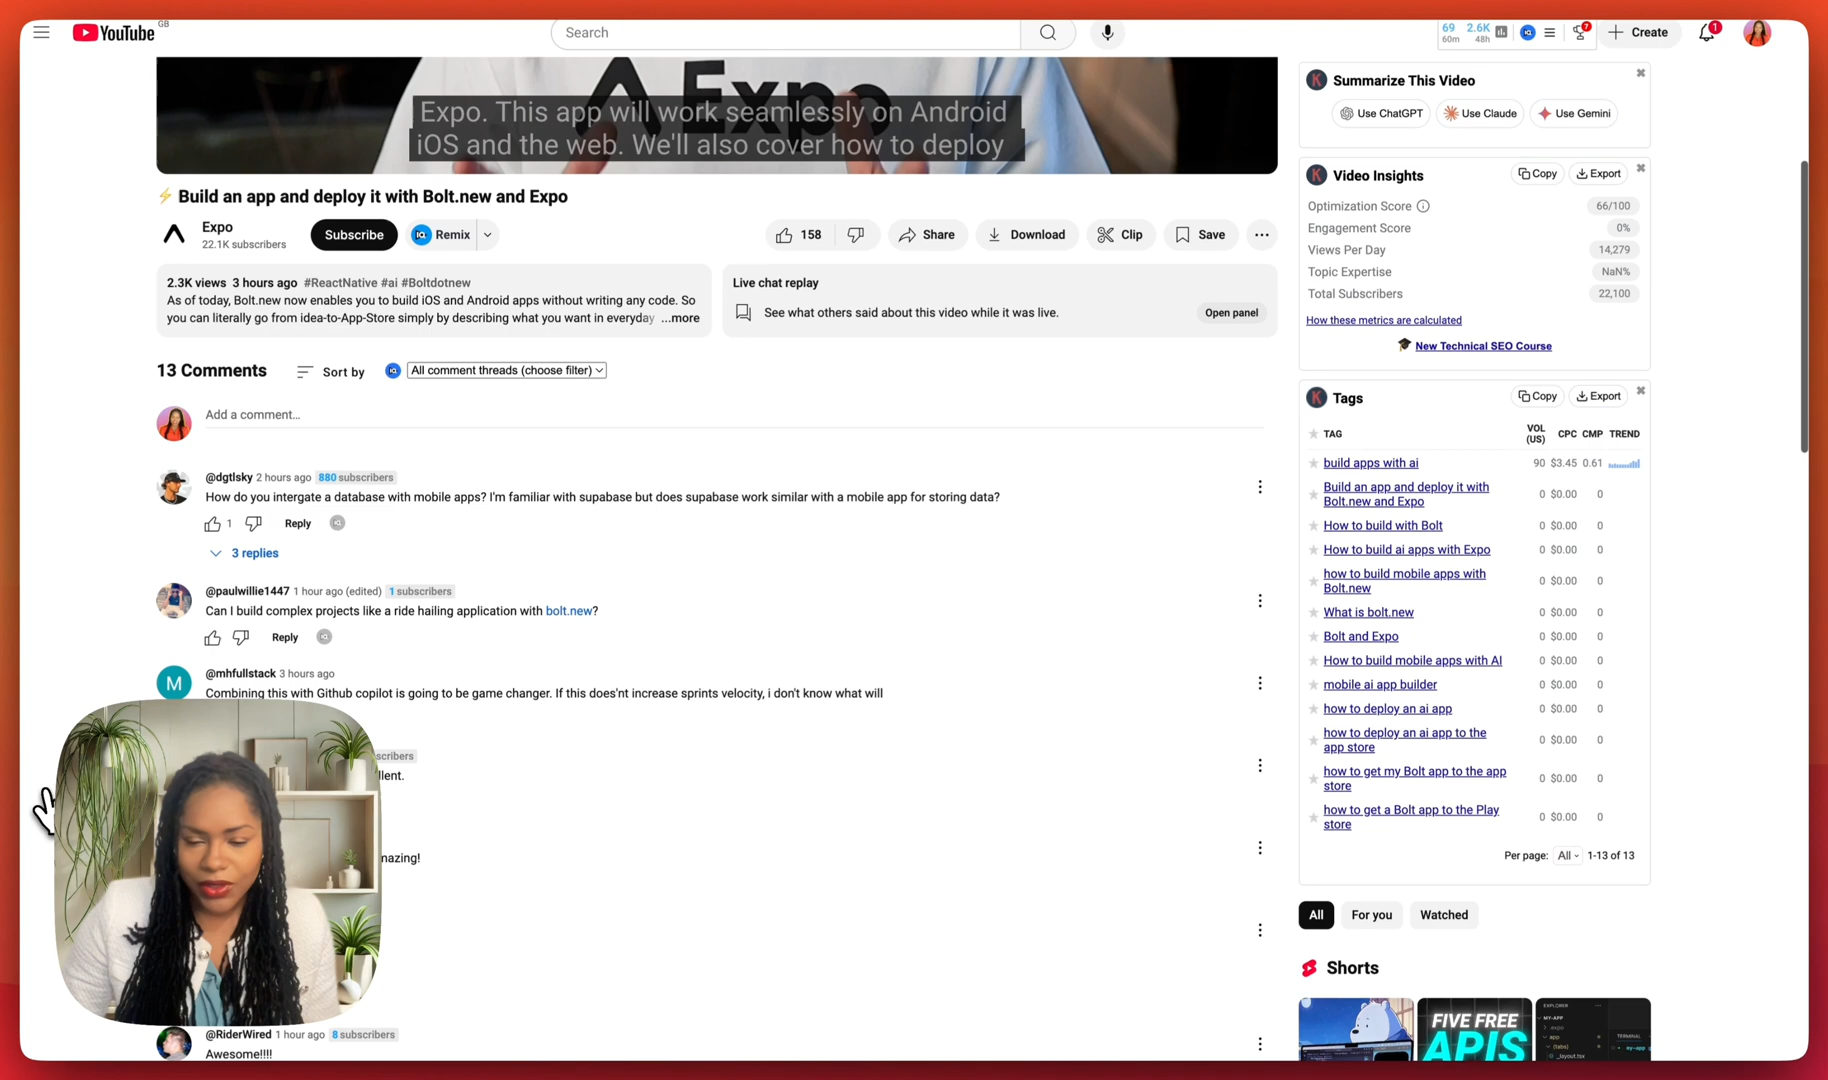 YouTube GB
Search
69 60m
2.6K 48h
7
Create
1
Expo
Expo. This app will work seamlessly on Android
iOS and the web. We'll also cover how to deploy
⚡ Build an app and deploy it with Bolt.new and Expo
Expo
22.1K subscribers
Subscribe
Remix
158
Share
Download
Clip
Save
2.3K views 3 hours ago #ReactNative #ai #Boltdotnew
As of today, Bolt.new now enables you to build iOS and Android apps without writing any code. So
you can literally go from idea-to-App-Store simply by describing what you want in everyday ...more
Live chat replay
See what others said about this video while it was live.
Open panel
13 Comments
Sort by
All comment threads (choose filter)
Add a comment...
@dgtlsky 2 hours ago 880 subscribers
How do you intergate a database with mobile apps? I'm familiar with supabase but does supabase work similar with a mobile app for storing data?
1
Reply
3 replies
@paulwillie1447 1 hour ago (edited) 1 subscribers
Can I build complex projects like a ride hailing application with bolt.new?
Reply
M
@mhfullstack 3 hours ago
Combining this with Github copilot is going to be game changer. If this does'nt increase sprints velocity, i don't know what will
scribers
llent.
mazing!
@RiderWired 1 hour ago 8 subscribers
Awesome!!!!
K Summarize This Video
Use ChatGPT
Use Claude
Use Gemini
K Video Insights
Copy
Export
Optimization Score 66/100
Engagement Score 0%
Views Per Day 14,279
Topic Expertise NaN%
Total Subscribers 22,100
How these metrics are calculated
New Technical SEO Course
K Tags
Copy
Export
TAG VOL (US) CPC CMP TREND
build apps with ai 90 $3.45 0.61
Build an app and deploy it with
Bolt.new and Expo 0 $0.00 0
How to build with Bolt 0 $0.00 0
How to build ai apps with Expo 0 $0.00 0
how to build mobile apps with
Bolt.new 0 $0.00 0
What is bolt.new 0 $0.00 0
Bolt and Expo 0 $0.00 0
How to build mobile apps with AI 0 $0.00 0
mobile ai app builder 0 $0.00 0
how to deploy an ai app 0 $0.00 0
how to deploy an ai app to the
app store 0 $0.00 0
how to get my Bolt app to the app
store 0 $0.00 0
how to get a Bolt app to the Play
store 0 $0.00 0
Per page: All 1-13 of 13
All
For you
Watched
Shorts
FIVE FREE
APIS
EXPLORER
MY-APP
.expo
app
(tabs)
_layout.tsx
TERMINAL
my-app